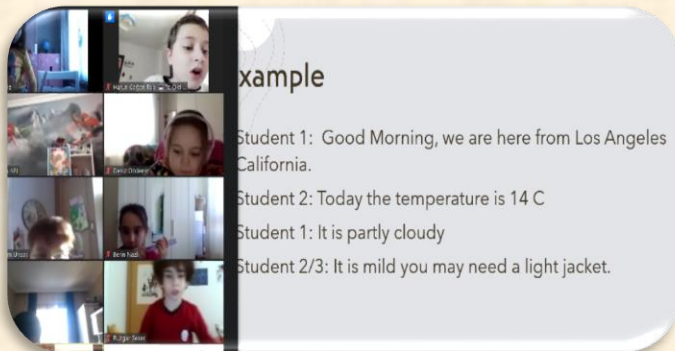 xample
Student 1: Good Morning, we are here from Los Angeles
California.
Student 2: Today the temperature is 14 C
Student 1: It is partly cloudy
Student 2/3: It is mild you may need a light jacket.